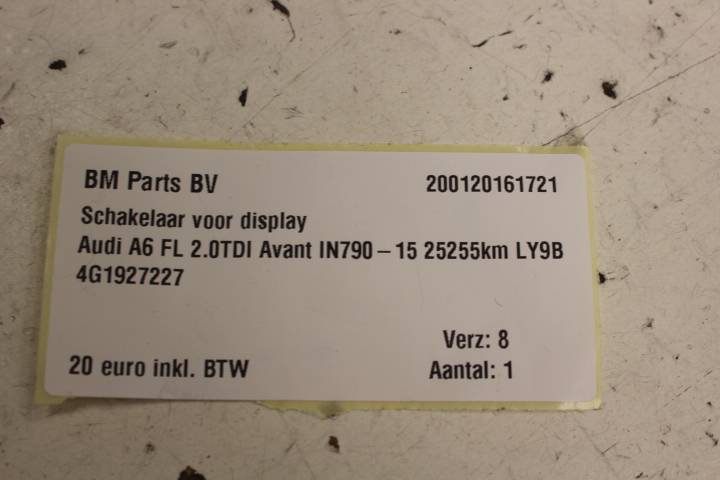 BM Parts BV 200120161721
Schakelaar voor display
Audi A6 FL 2.0TDI Avant IN790 – 15 25255km LY9B
4G1927227
Verz: 8
20 euro inkl. BTW Aantal: 1